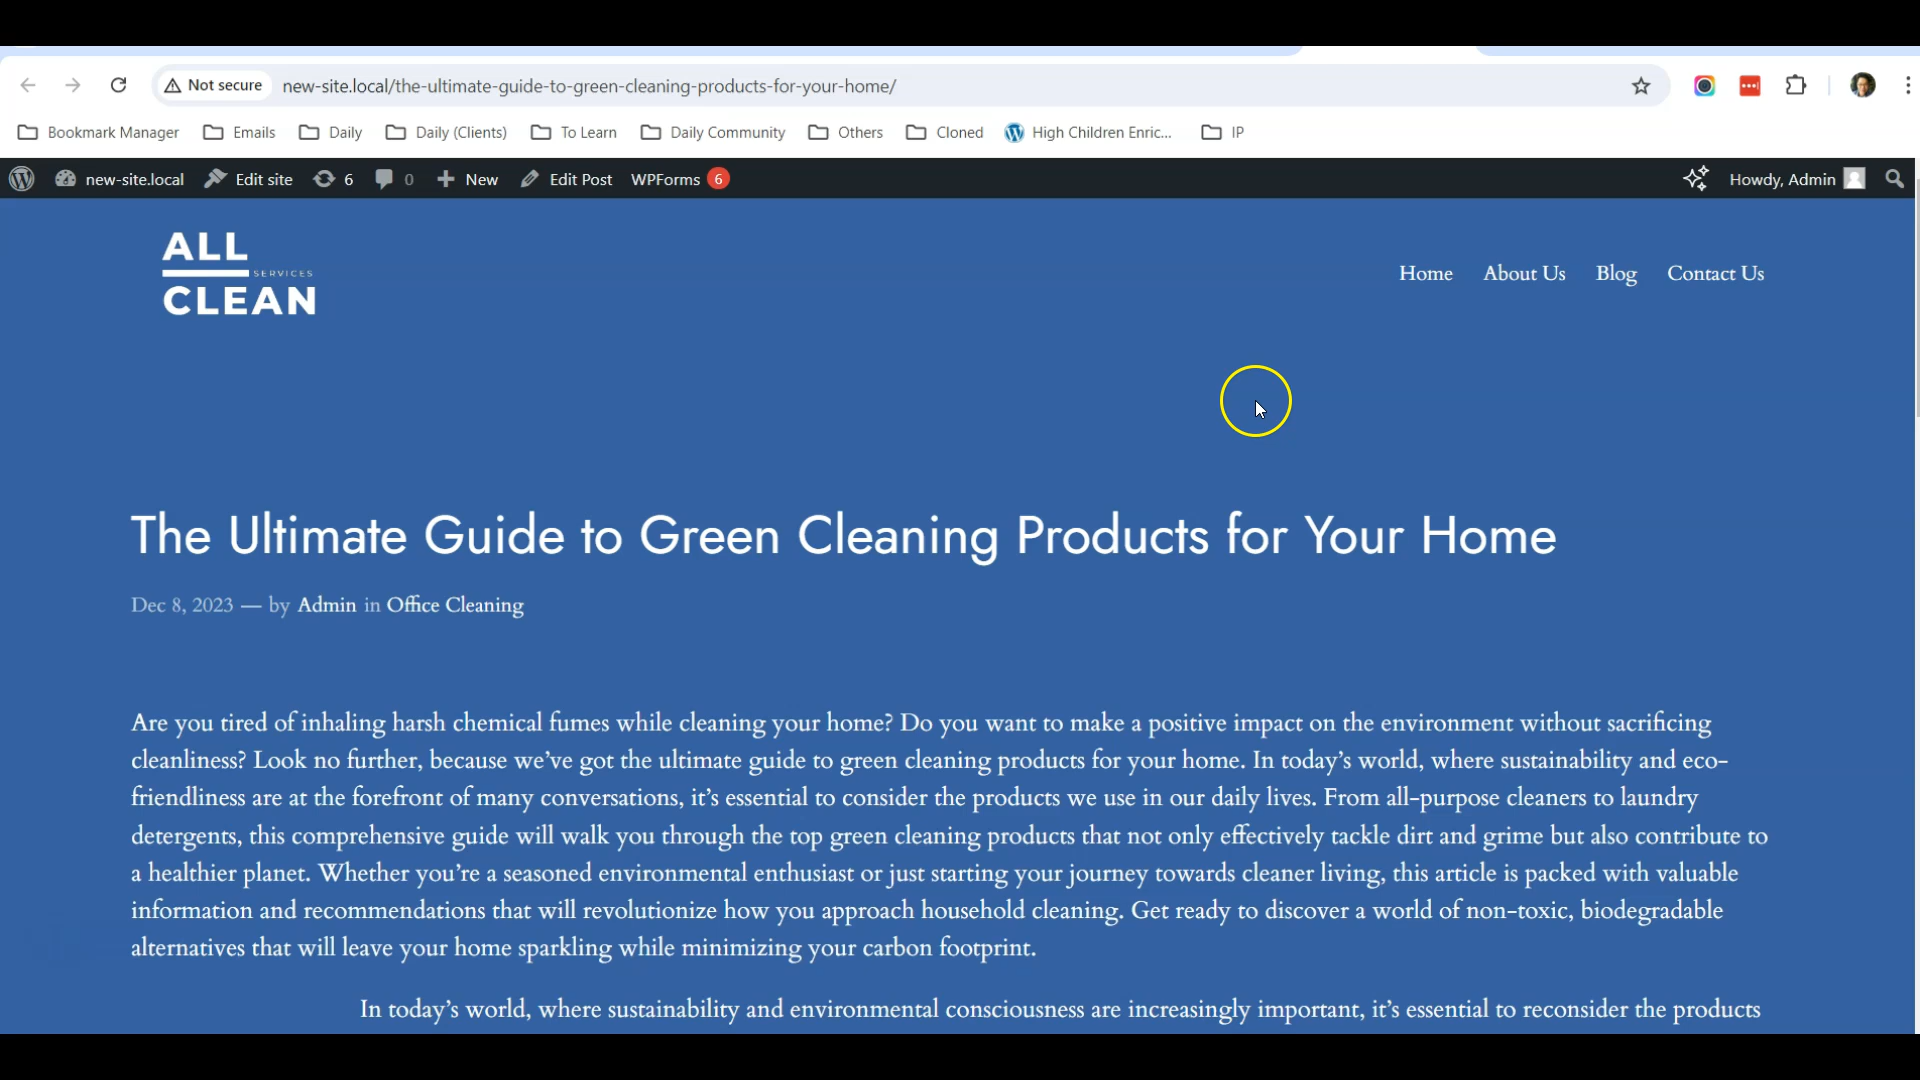 Not secure new-site.local/the-ultimate-guide-to-green-cleaning-products-for-your-home/
Bookmark Manager Emails Daily Daily (Clients) To Learn Daily Community Others Cloned High Children Enric... IP
new-site.local Edit site 6 0 New Edit Post WPForms 6 Howdy, Admin
ALL
SERVICES
CLEAN
Home About Us Blog Contact Us
The Ultimate Guide to Green Cleaning Products for Your Home
Dec 8, 2023 — by Admin in Office Cleaning
Are you tired of inhaling harsh chemical fumes while cleaning your home? Do you want to make a positive impact on the environment without sacrificing
cleanliness? Look no further, because we’ve got the ultimate guide to green cleaning products for your home. In today’s world, where sustainability and eco-
friendliness are at the forefront of many conversations, it’s essential to consider the products we use in our daily lives. From all-purpose cleaners to laundry
detergents, this comprehensive guide will walk you through the top green cleaning products that not only effectively tackle dirt and grime but also contribute to
a healthier planet. Whether you’re a seasoned environmental enthusiast or just starting your journey towards cleaner living, this article is packed with valuable
information and recommendations that will revolutionize how you approach household cleaning. Get ready to discover a world of non-toxic, biodegradable
alternatives that will leave your home sparkling while minimizing your carbon footprint.
In today’s world, where sustainability and environmental consciousness are increasingly important, it’s essential to reconsider the products